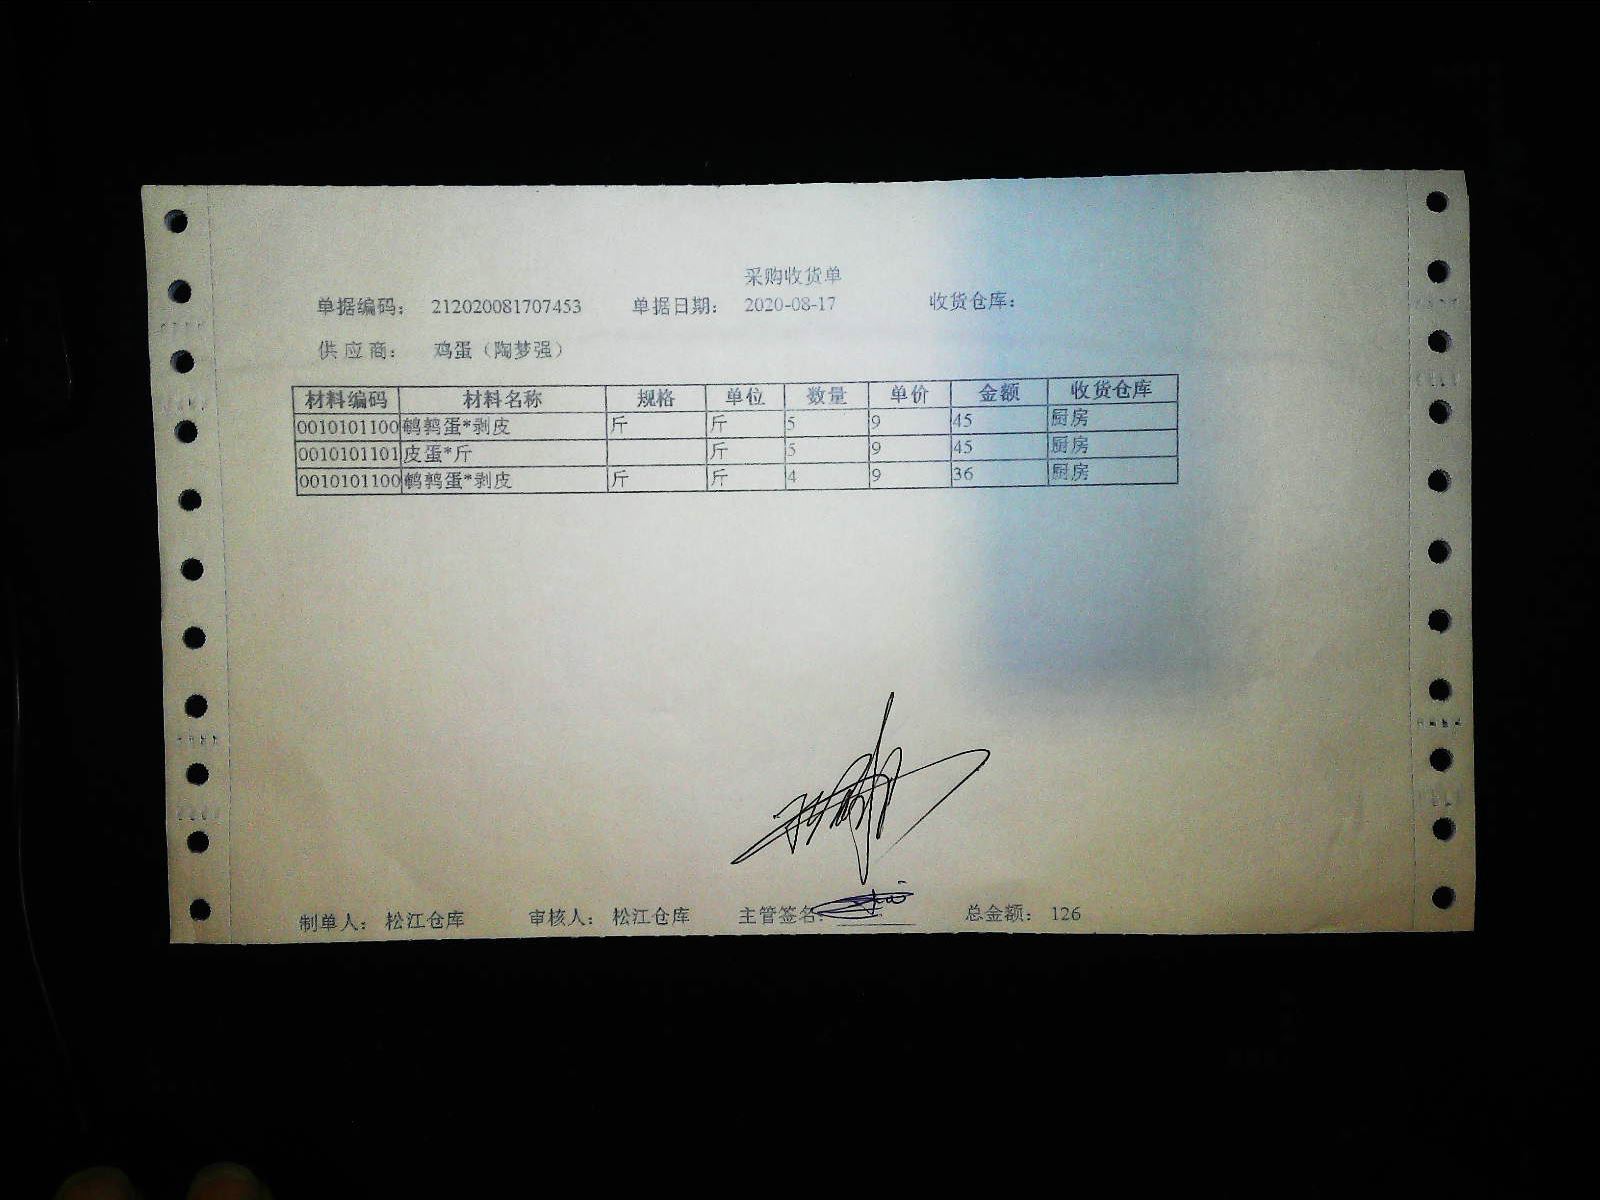 采购收货单
单据编码： 212020081707453 单据日期： 2020-08-17 收货仓库：
供应商： 鸡蛋（陶梦强）
材料编码 材料名称 规格 单位 数量 单价 金额 收货仓库
0010101100 鹌鹑蛋*剥皮 斤 斤 5 9 45 厨房
0010101101 皮蛋*斤 斤 5 9 45 厨房
0010101100 鹌鹑蛋*剥皮 斤 斤 4 9 36 厨房
制单人： 松江仓库 审核人： 松江仓库 主管签名： 总金额： 126